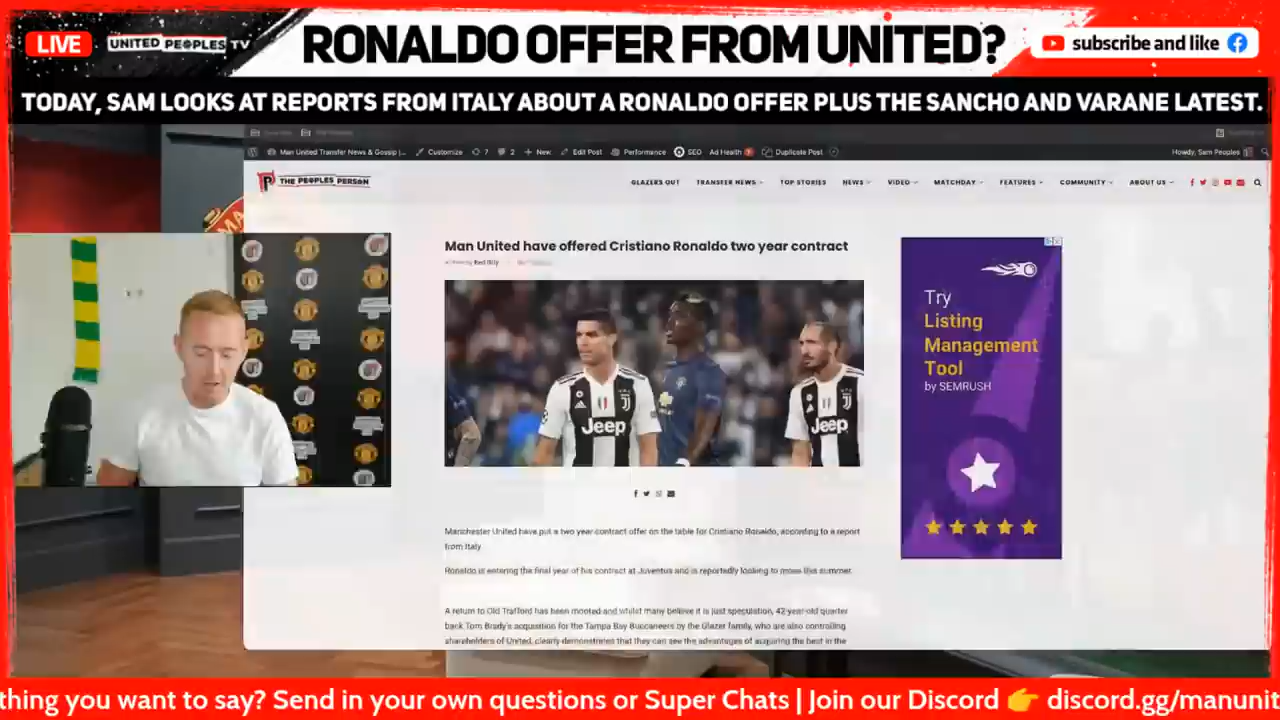 LIVE
UNITED PEOPLES TV
RONALDO OFFER FROM UNITED?
subscribe and like
TODAY, SAM LOOKS AT REPORTS FROM ITALY ABOUT A RONALDO OFFER PLUS THE SANCHO AND VARANE LATEST.
Man United Transfer News & Gossip |... Customize 7 2 + New Edit Post Performance SEO Ad Health Duplicate Post Howdy, Sam Peoples
THE PEOPLES PERSON
GLAZERS OUT TRANSFER NEWS TOP STORIES NEWS VIDEO MATCHDAY FEATURES COMMUNITY ABOUT US
Man United have offered Cristiano Ronaldo two year contract
Red Billy
Jeep
Jeep
Try
Listing
Management
Tool
by SEMRUSH
Manchester United have put a two year contract offer on the table for Cristiano Ronaldo, according to a report
from Italy.
Ronaldo is entering the final year of his contract at Juventus and is reportedly looking to move this summer.
A return to Old Trafford has been mooted and whilst many believe it is just speculation, 42-year-old quarter
back Tom Brady's acquisition for the Tampa Bay Buccaneers by the Glazer family, who are also controlling
shareholders of United, clearly demonstrates that they can see the advantages of acquiring the best in the
thing you want to say? Send in your own questions or Super Chats | Join our Discord 👉 discord.gg/manunit